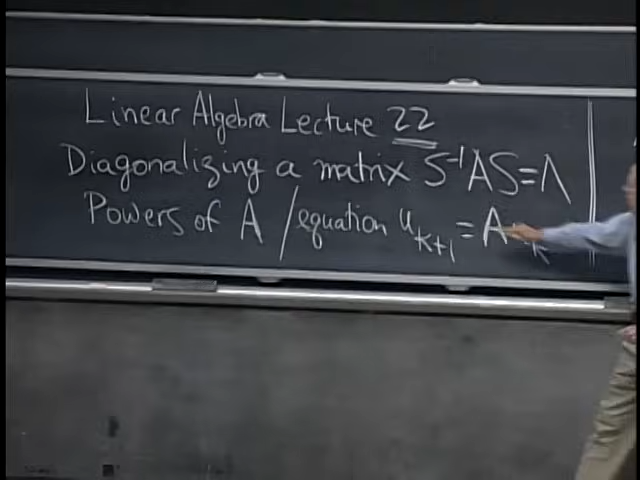 Linear Algebra Lecture 22
Diagonalizing a matrix S⁻¹AS=Λ
Powers of A / equation u_{k+1} = A